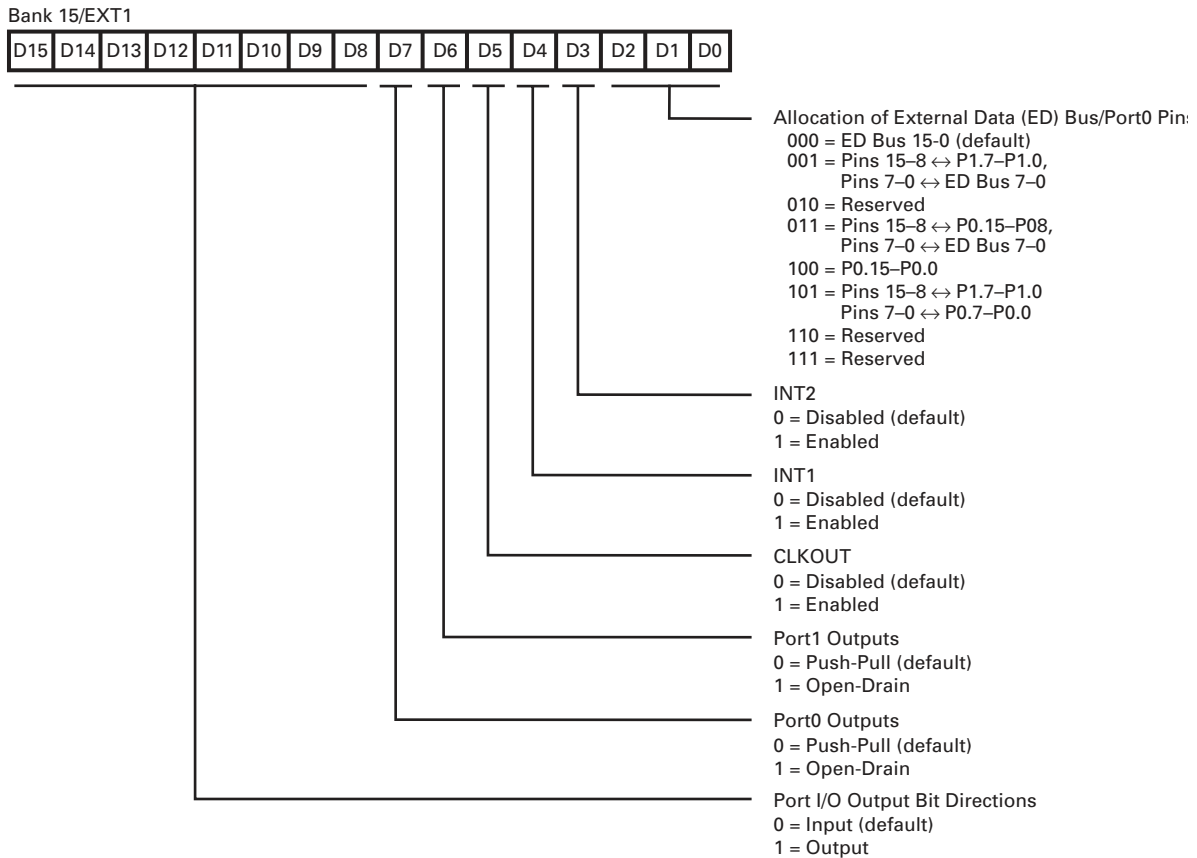 Bank 15/EXT1
D15 D14 D13 D12 D11 D10 D9 D8 D7 D6 D5 D4 D3 D2 D1 D0
Allocation of External Data (ED) Bus/Port0 Pins
000 = ED Bus 15-0 (default)
001 = Pins 15–8 ↔ P1.7–P1.0,
Pins 7–0 ↔ ED Bus 7–0
010 = Reserved
011 = Pins 15–8 ↔ P0.15–P08,
Pins 7–0 ↔ ED Bus 7–0
100 = P0.15–P0.0
101 = Pins 15–8 ↔ P1.7–P1.0
Pins 7–0 ↔ P0.7–P0.0
110 = Reserved
111 = Reserved
INT2
0 = Disabled (default)
1 = Enabled
INT1
0 = Disabled (default)
1 = Enabled
CLKOUT
0 = Disabled (default)
1 = Enabled
Port1 Outputs
0 = Push-Pull (default)
1 = Open-Drain
Port0 Outputs
0 = Push-Pull (default)
1 = Open-Drain
Port I/O Output Bit Directions
0 = Input (default)
1 = Output